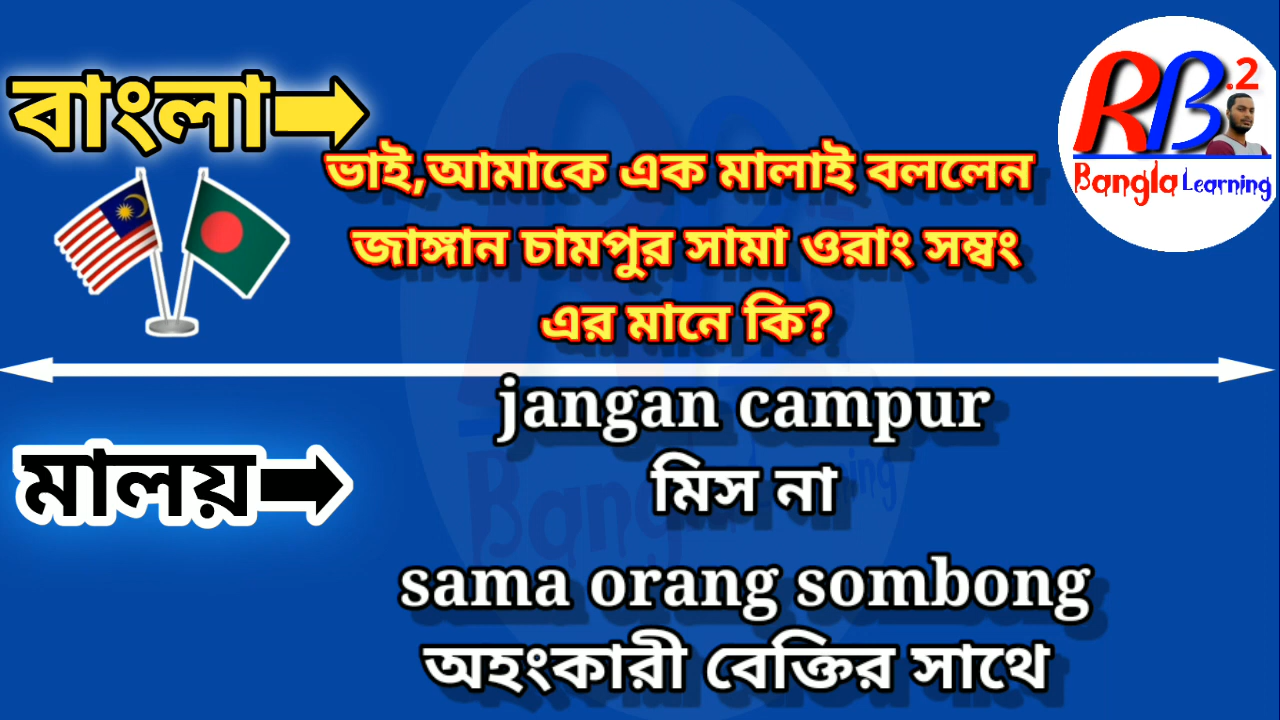 বাংলা
ভাই,আমাকে এক মালাই বললেন
জাঙ্গান চামপুর সামা ওরাং সম্বং
এর মানে কি?
মালয়
jangan campur
মিস না
sama orang sombong
অহংকারী বেক্তির সাথে
RB.2
Bangla Learning